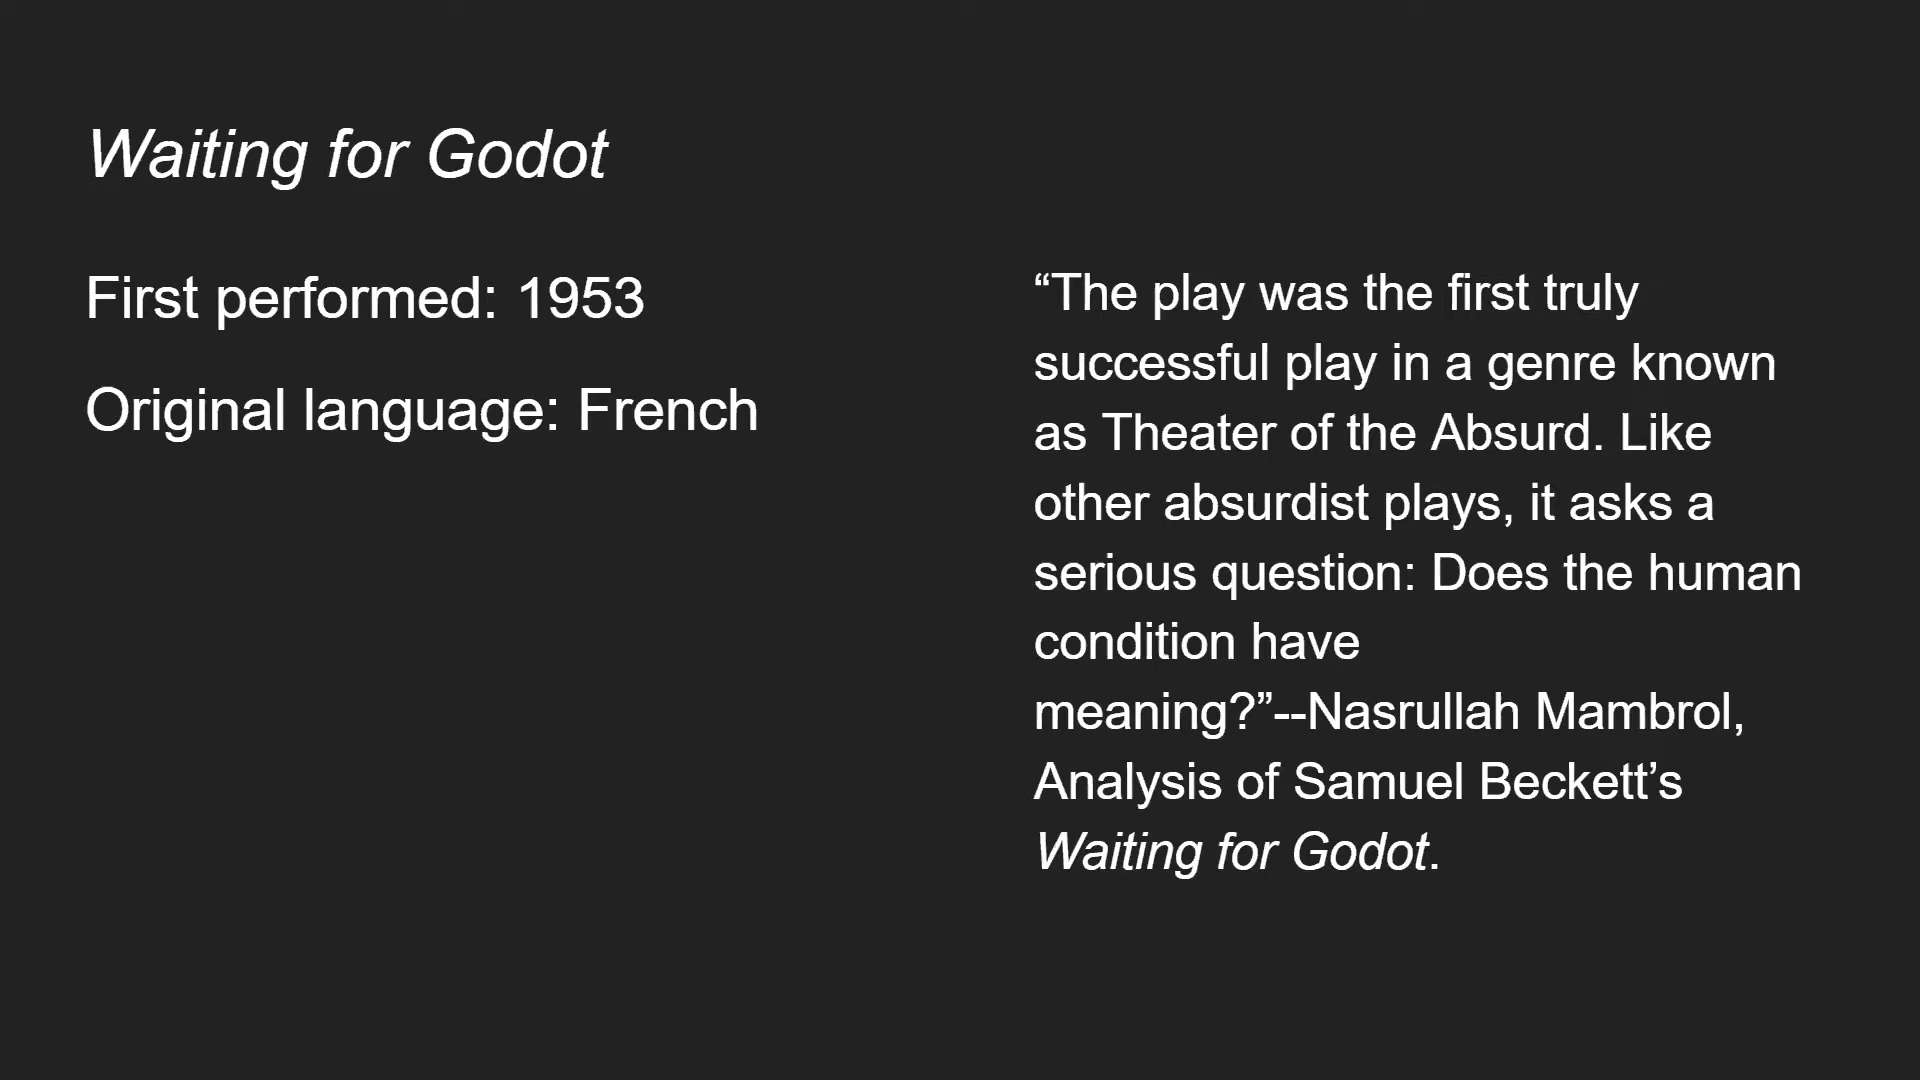 Waiting for Godot
First performed: 1953
Original language: French
“The play was the first truly
successful play in a genre known
as Theater of the Absurd. Like
other absurdist plays, it asks a
serious question: Does the human
condition have
meaning?”--Nasrullah Mambrol,
Analysis of Samuel Beckett’s
Waiting for Godot.